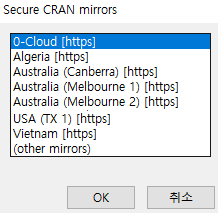 Secure CRAN mirrors
0-Cloud [https]
Algeria [https]
Australia (Canberra) [https]
Australia (Melbourne 1) [https]
Australia (Melbourne 2) [https]
USA (TX 1) [https]
Vietnam [https]
(other mirrors)
OK 취소